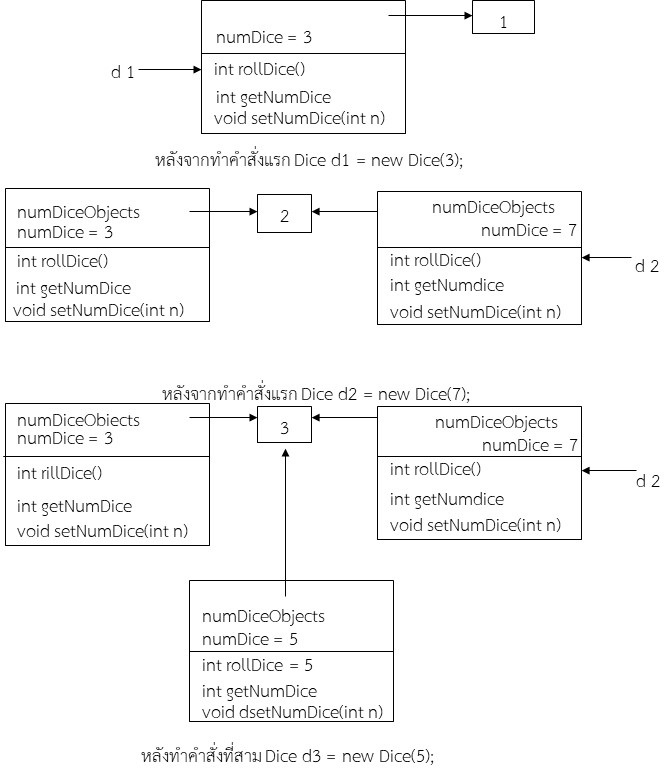 numDice = 3
1
d 1
int rollDice()
int getNumDice
void setNumDice(int n)
หลังจากทำคำสั่งแรก Dice d1 = new Dice(3);
numDiceObjects
numDice = 3
int rollDice()
int getNumDice
void setNumDice(int n)
2
numDiceObjects
numDice = 7
int rollDice()
int getNumdice
void setNumDice(int n)
d 2
หลังจากทำคำสั่งแรก Dice d2 = new Dice(7);
numDiceObiects
numDice = 3
int rillDice()
int getNumDice
void setNumDice(int n)
3
numDiceObjects
numDice = 7
int rollDice()
int getNumdice
void setNumDice(int n)
d 2
numDiceObjects
numDice = 5
int rollDice = 5
int getNumDice
void dsetNumDice(int n)
หลังทำคำสั่งที่สาม Dice d3 = new Dice(5);